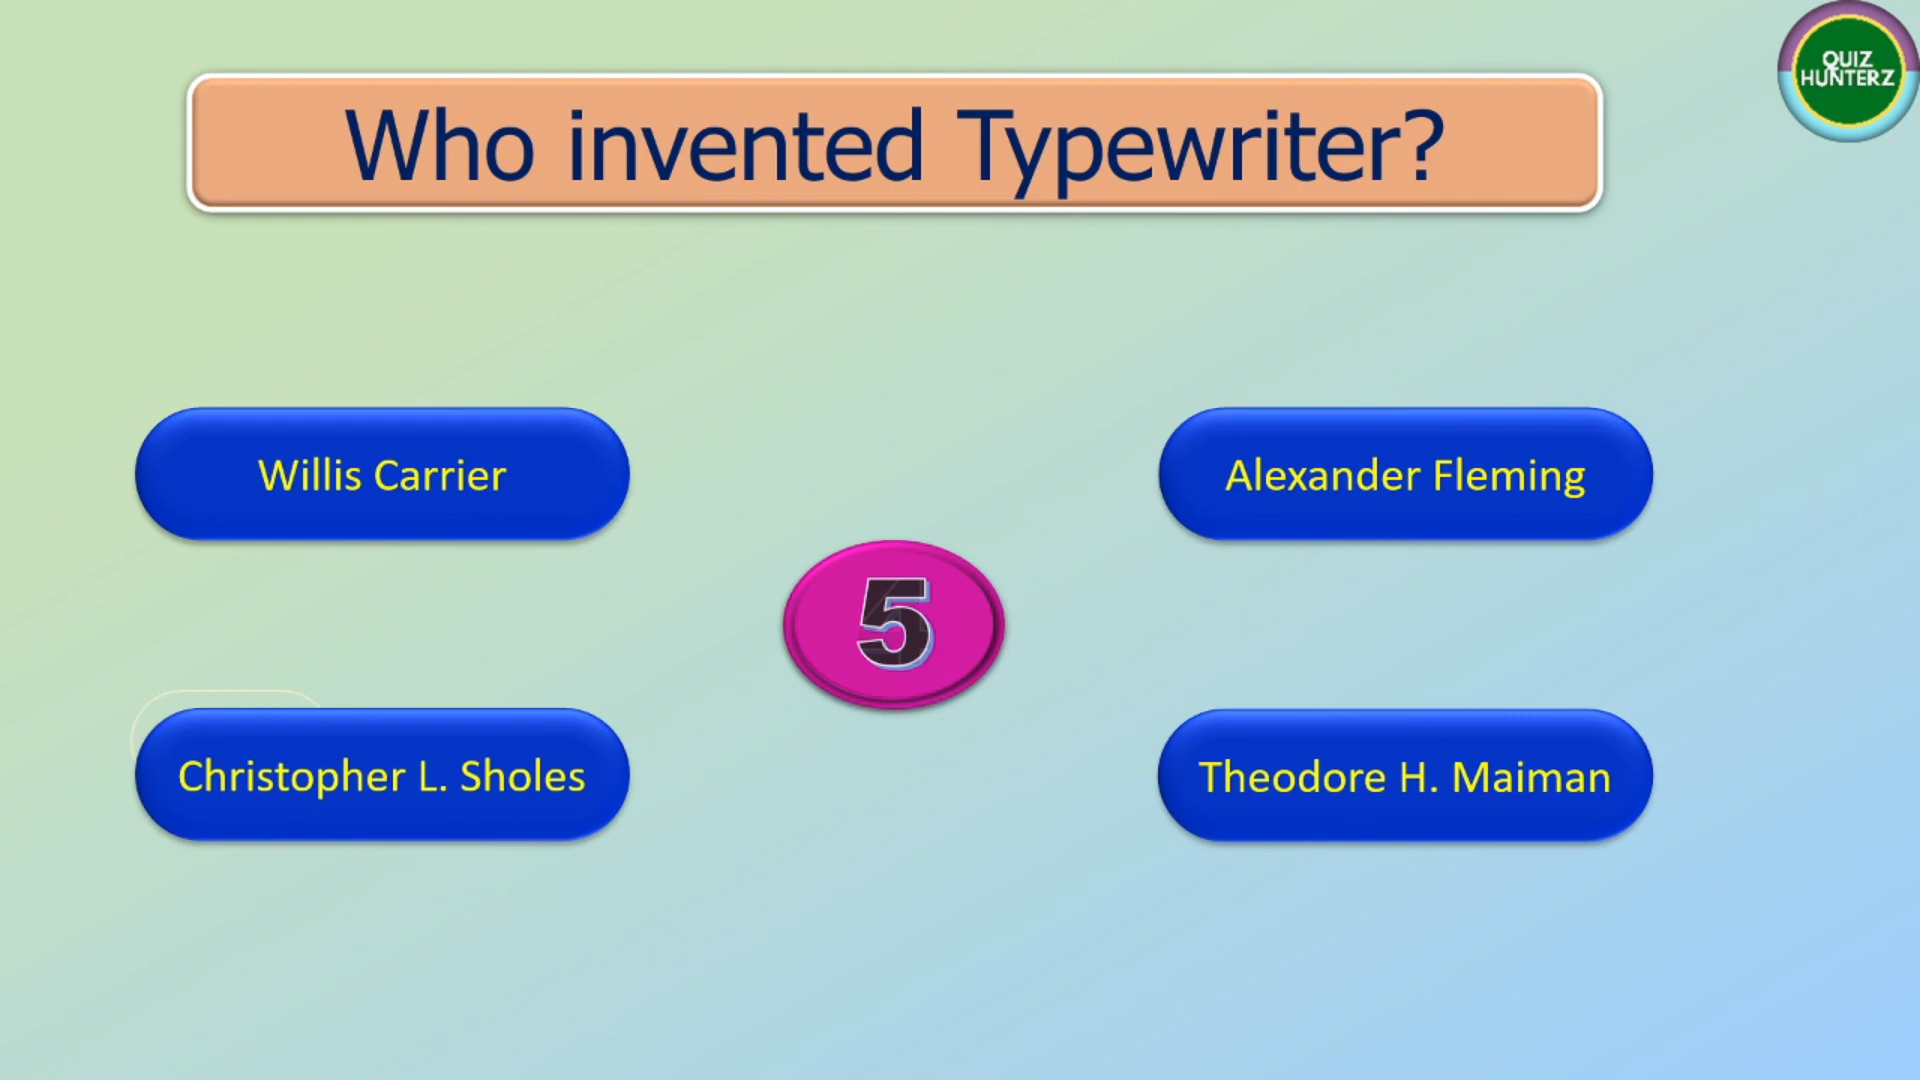 QUIZ
HUNTERZ
Who invented Typewriter?
Willis Carrier
Alexander Fleming
5
Christopher L. Sholes
Theodore H. Maiman